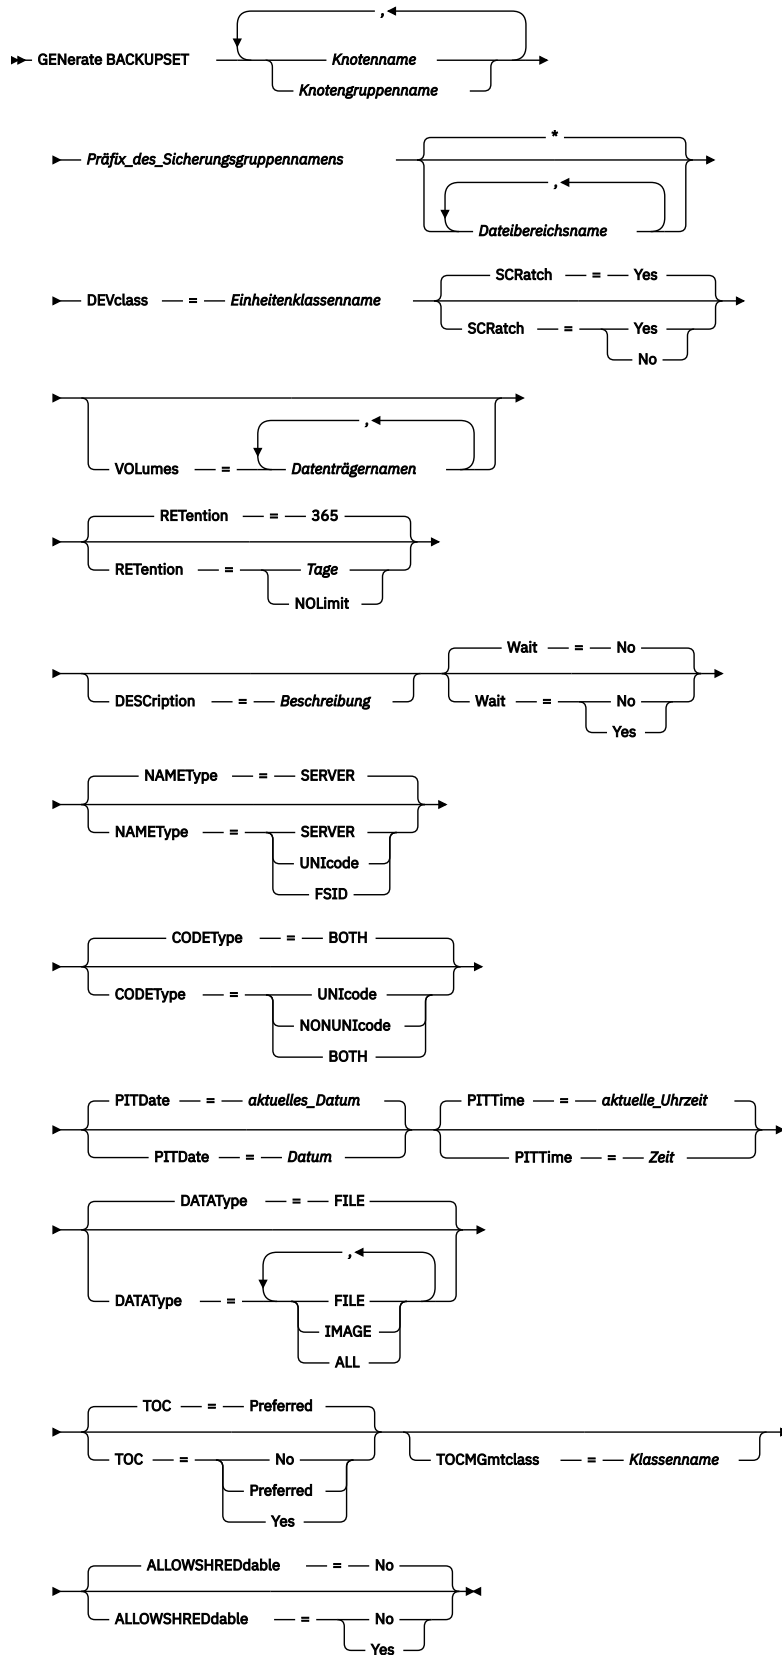 ,
GENerate BACKUPSET Knotenname
Knotengruppenname
*
Präfix_des_Sicherungsgruppennamens
,
Dateibereichsname
SCRatch = Yes
DEVclass = Einheitenklassenname
SCRatch = Yes
No
,
VOLumes = Datenträgernamen
RETention = 365
RETention = Tage
NOLimit
Wait = No
DESCription = Beschreibung Wait = No
Yes
NAMEType = SERVER
NAMEType = SERVER
UNIcode
FSID
CODEType = BOTH
CODEType = UNIcode
NONUNIcode
BOTH
PITDate = aktuelles_Datum PITTime = aktuelle_Uhrzeit
PITDate = Datum PITTime = Zeit
DATAType = FILE
,
DATAType = FILE
IMAGE
ALL
TOC = Preferred
TOC = No TOCMGmtclass = Klassenname
Preferred
Yes
ALLOWSHREDdable = No
ALLOWSHREDdable = No
Yes